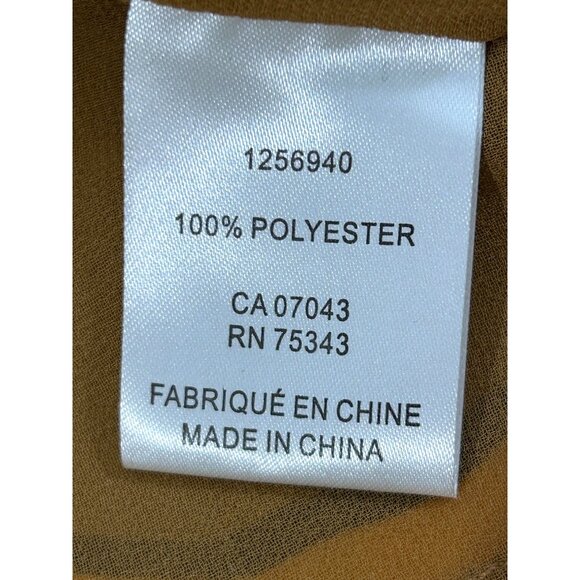 1256940
100% POLYESTER
CA 07043
RN 75343
FABRIQUÉ EN CHINE
MADE IN CHINA